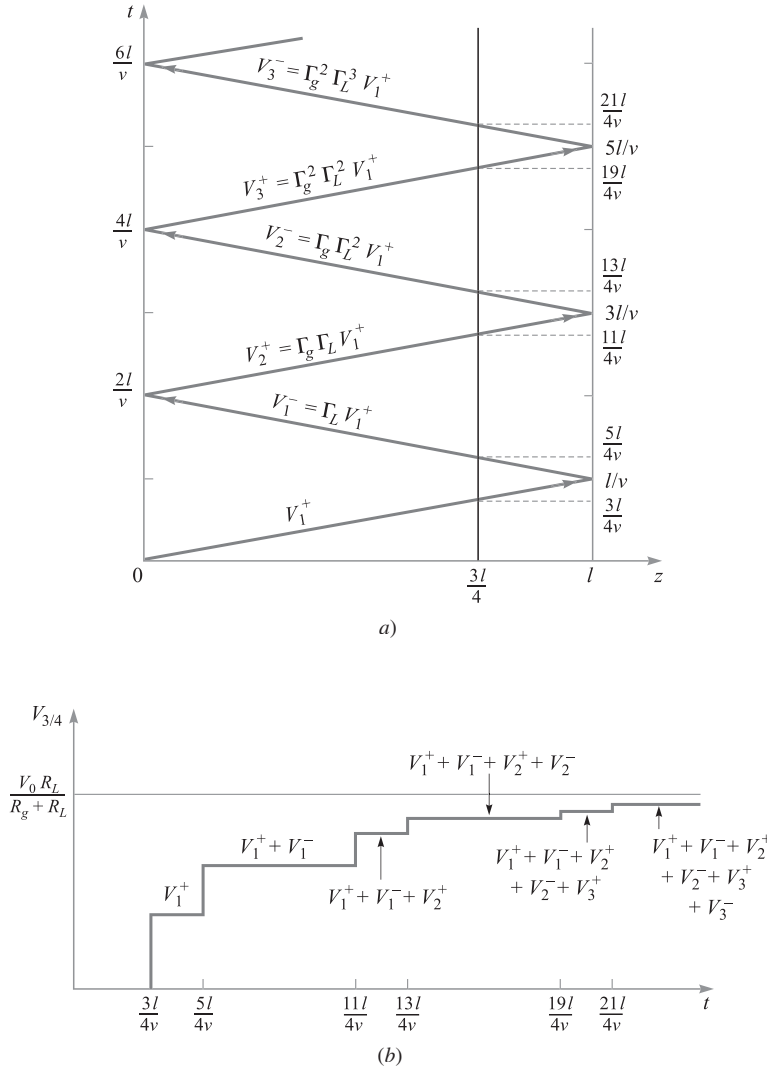 t
6l/v
V₃⁻ = Γg² ΓL³ V₁⁺
21l/4v
5l/v
19l/4v
V₃⁺ = Γg² ΓL² V₁⁺
4l/v
V₂⁻ = Γg ΓL² V₁⁺
13l/4v
3l/v
11l/4v
V₂⁺ = Γg ΓL V₁⁺
2l/v
V₁⁻ = ΓL V₁⁺
5l/4v
l/v
3l/4v
V₁⁺
0
3l/4
l
z
a)
V₃/₄
V₀ RL / Rg + RL
V₁⁺ + V₁⁻ + V₂⁺ + V₂⁻
V₁⁺ + V₁⁻
V₁⁺
V₁⁺ + V₁⁻ + V₂⁺
V₁⁺ + V₁⁻ + V₂⁺
+ V₂⁻ + V₃⁺
V₁⁺ + V₁⁻ + V₂⁺
+ V₂⁻ + V₃⁺
+ V₃⁻
3l/4v 5l/4v 11l/4v 13l/4v 19l/4v 21l/4v t
(b)